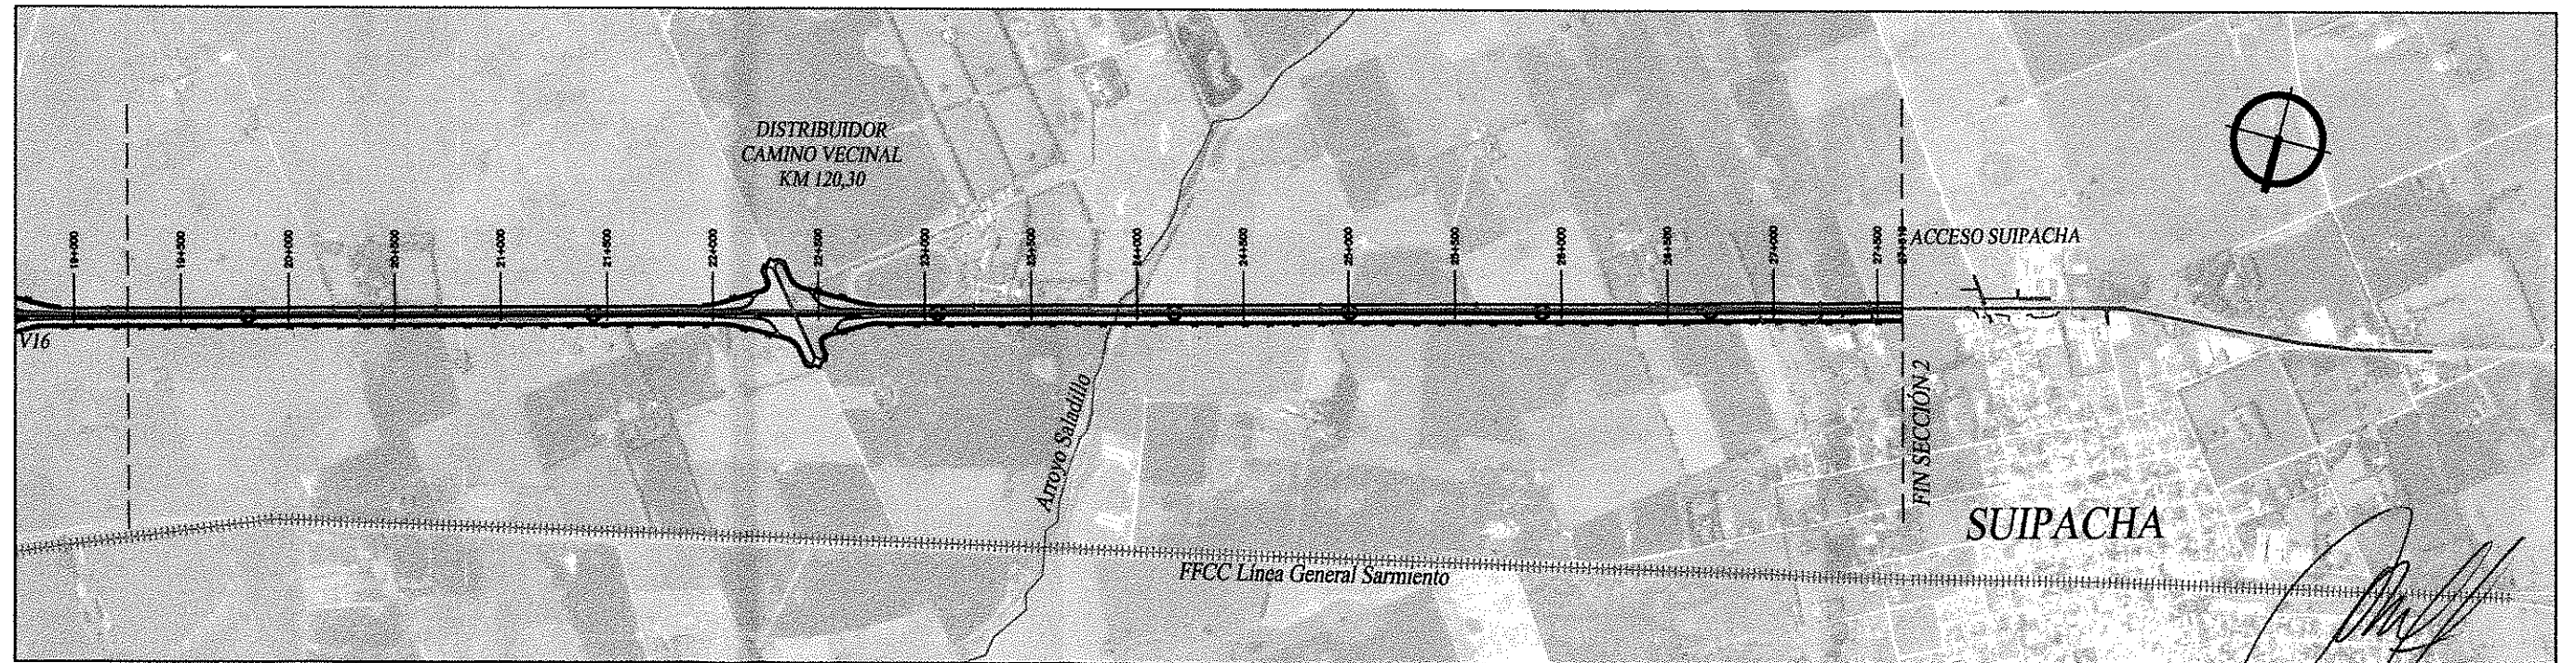 DISTRIBUIDOR
CAMINO VECINAL
KM 120,30
19+000
19+500
20+000
20+500
21+000
21+500
22+000
22+500
23+000
23+500
24+000
24+500
25+000
25+500
26+000
26+500
27+000
27+500
ACCESO SUIPACHA
V16
Arroyo Saladillo
FIN SECCIÓN 2
SUIPACHA
FFCC Línea General Sarmiento